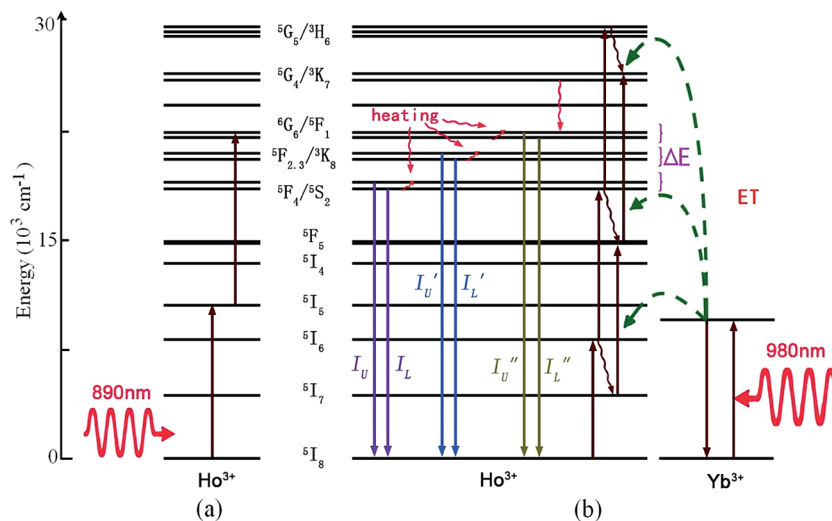 Energy (10³ cm⁻¹)
30
15
0
⁵G₅/³H₆
⁵G₄/³K₇
⁶G₆/⁵F₁
⁵F₂.₃/³K₈
⁵F₄/⁵S₂
⁵F₅
⁵I₄
⁵I₅
⁵I₆
⁵I₇
⁵I₈
890nm
Ho³⁺
(a)
heating
ΔE
ET
I_U
I_L
I_U′
I_L′
I_U″
I_L″
980nm
Ho³⁺
Yb³⁺
(b)